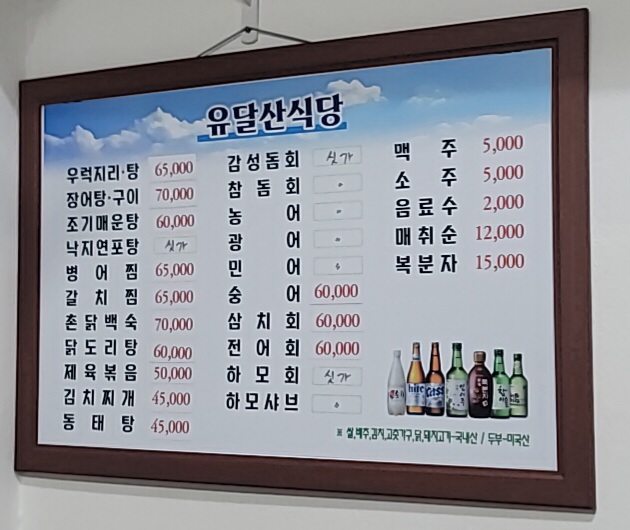 유달산식당
우럭지리·탕 65,000
장어탕·구이 70,000
조기매운탕 60,000
낙지연포탕 싯가
병어찜 65,000
갈치찜 65,000
촌닭백숙 70,000
닭도리탕 60,000
제육볶음 50,000
김치찌개 45,000
동태탕 45,000
감성돔회 싯가
참돔회 〃
농어 〃
광어 〃
민어 〃
숭어 60,000
삼치회 60,000
전어회 60,000
하모회 싯가
하모샤브 〃
맥주 5,000
소주 5,000
음료수 2,000
매취순 12,000
복분자 15,000
hite
Cass
※ 쌀,배추,김치,고춧가루,닭,돼지고기-국내산 / 두부-미국산